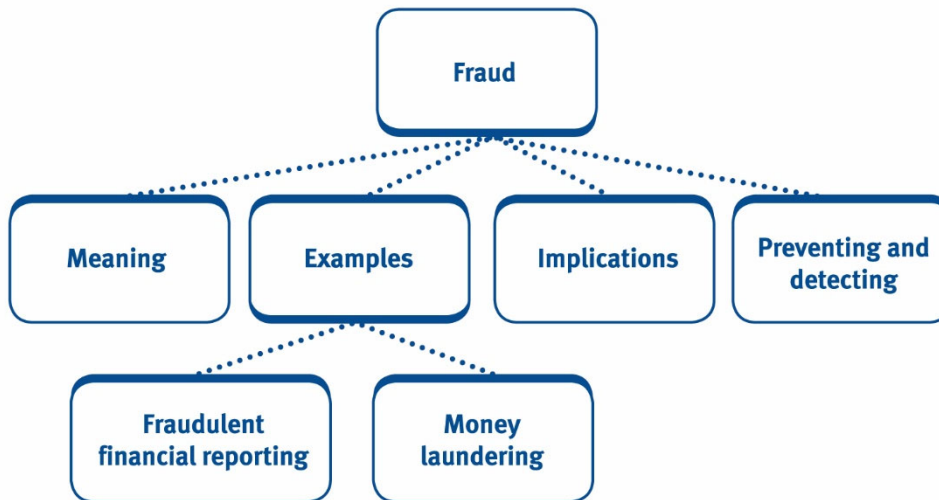 Fraud
Meaning
Examples
Implications
Preventing and
detecting
Fraudulent
financial reporting
Money
laundering